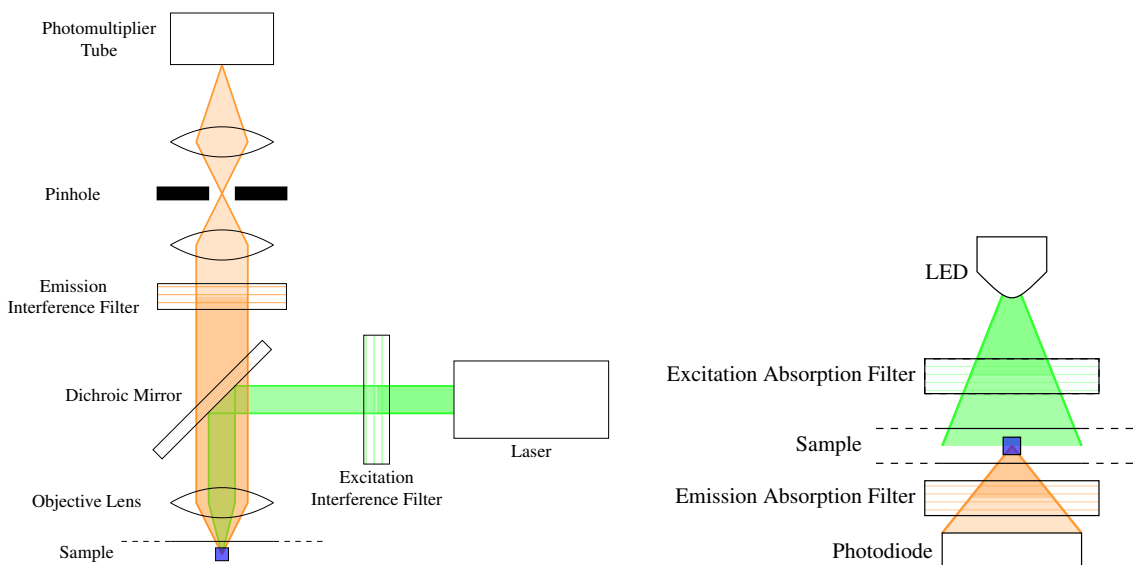 Photomultiplier
Tube
Pinhole
Emission
Interference Filter
Dichroic Mirror
Laser
Excitation
Interference Filter
Objective Lens
Sample
LED
Excitation Absorption Filter
Sample
Emission Absorption Filter
Photodiode